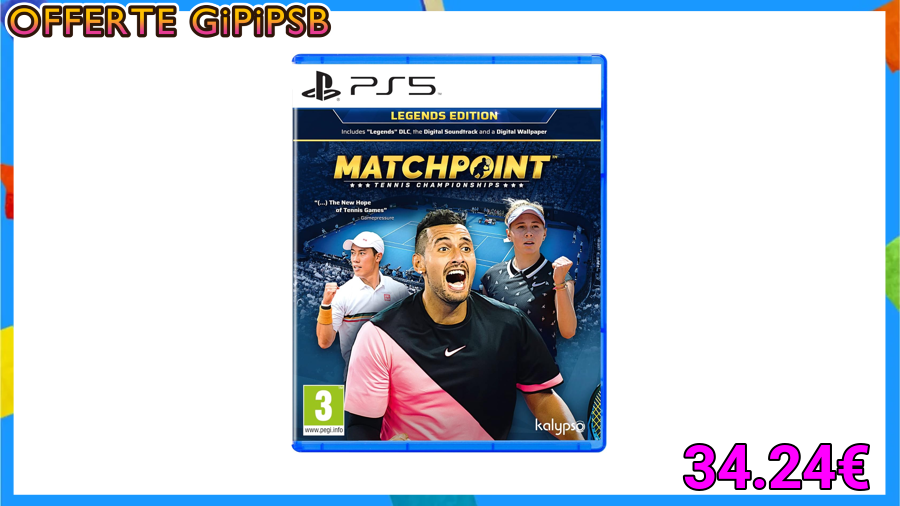 OFFERTE GiPiPSB
PS5
LEGENDS EDITION
Includes "Legends" DLC, the Digital Soundtrack and a Digital Wallpaper
MATCHPOINT™
★★★ TENNIS CHAMPIONSHIPS ★★★
"(...) The New Hope
of Tennis Games"
Gamepressure
3
www.pegi.info
kalypso
34.24€